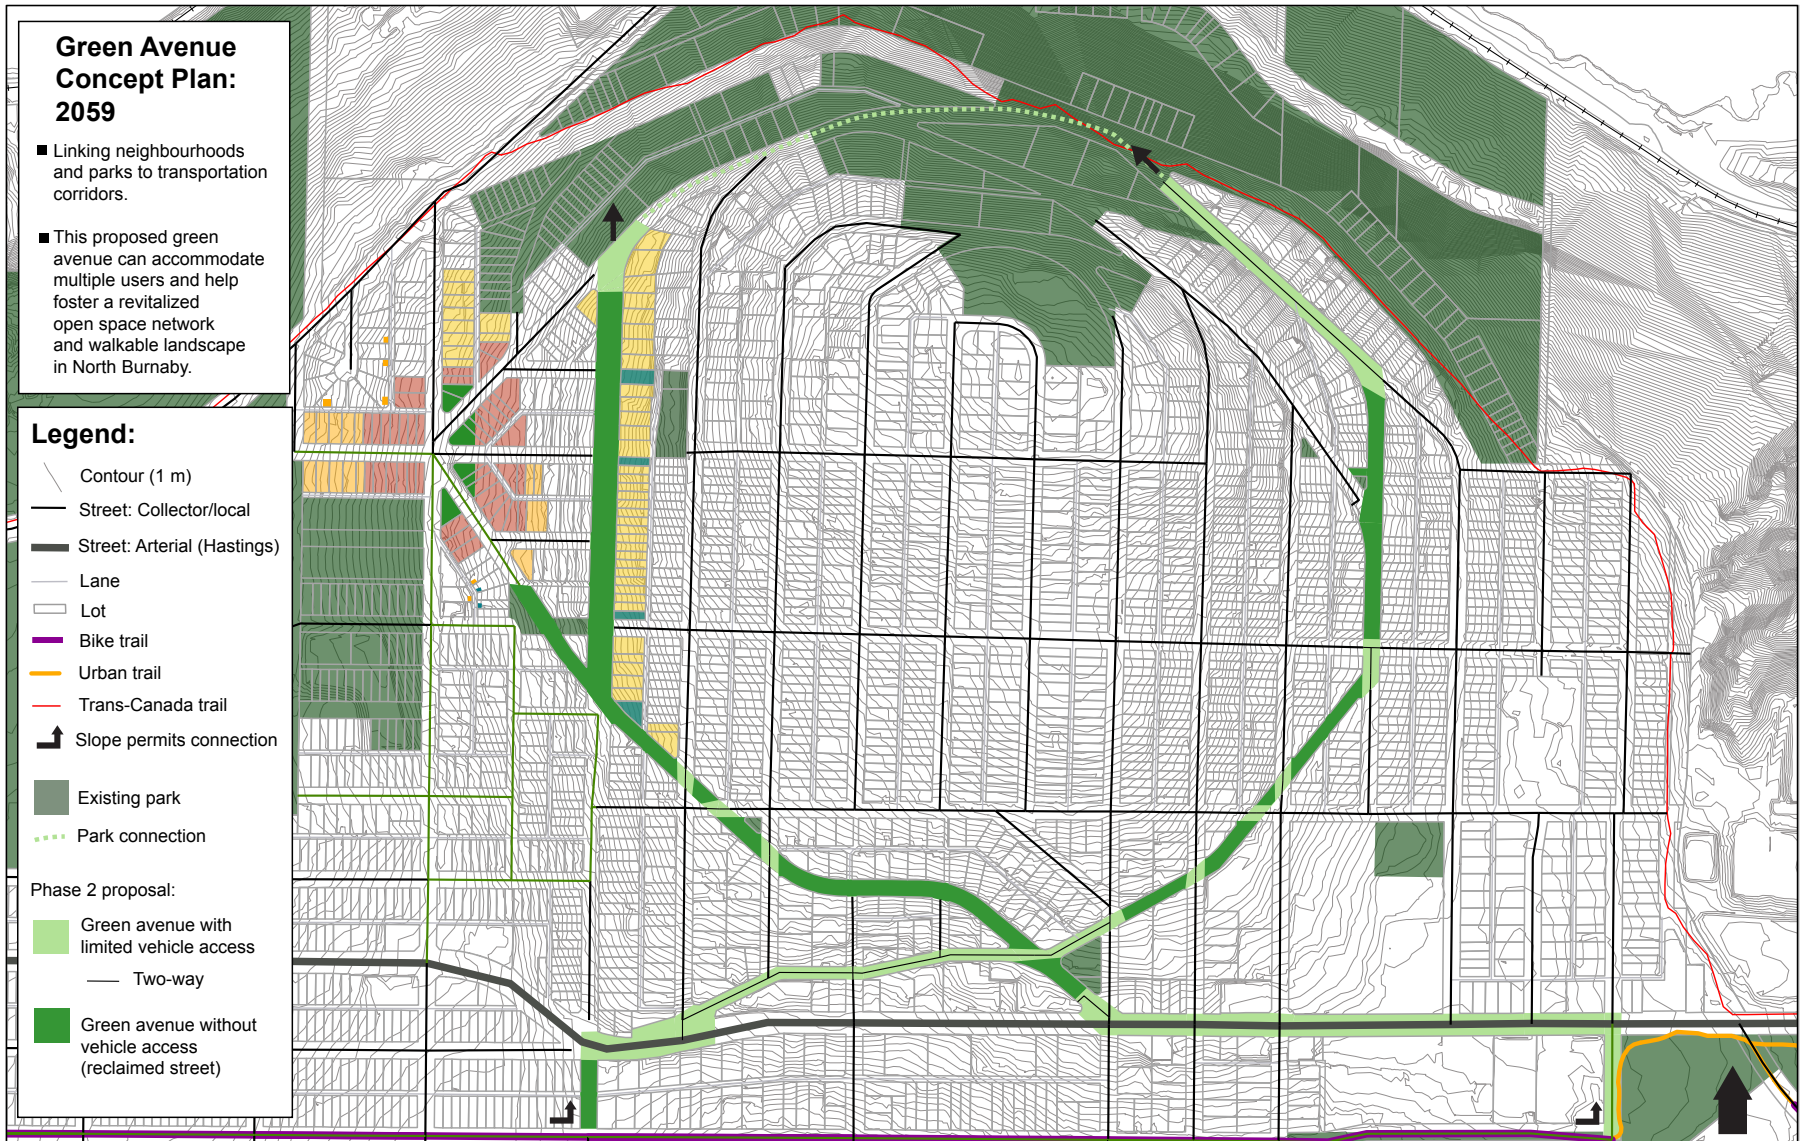 Green Avenue
Concept Plan:
2059
Linking neighbourhoods
and parks to transportation
corridors.
This proposed green
avenue can accommodate
multiple users and help
foster a revitalized
open space network
and walkable landscape
in North Burnaby.
Legend:
Contour (1 m)
Street: Collector/local
Street: Arterial (Hastings)
Lane
Lot
Bike trail
Urban trail
Trans-Canada trail
Slope permits connection
Existing park
Park connection
Phase 2 proposal:
Green avenue with
limited vehicle access
Two-way
Green avenue without
vehicle access
(reclaimed street)